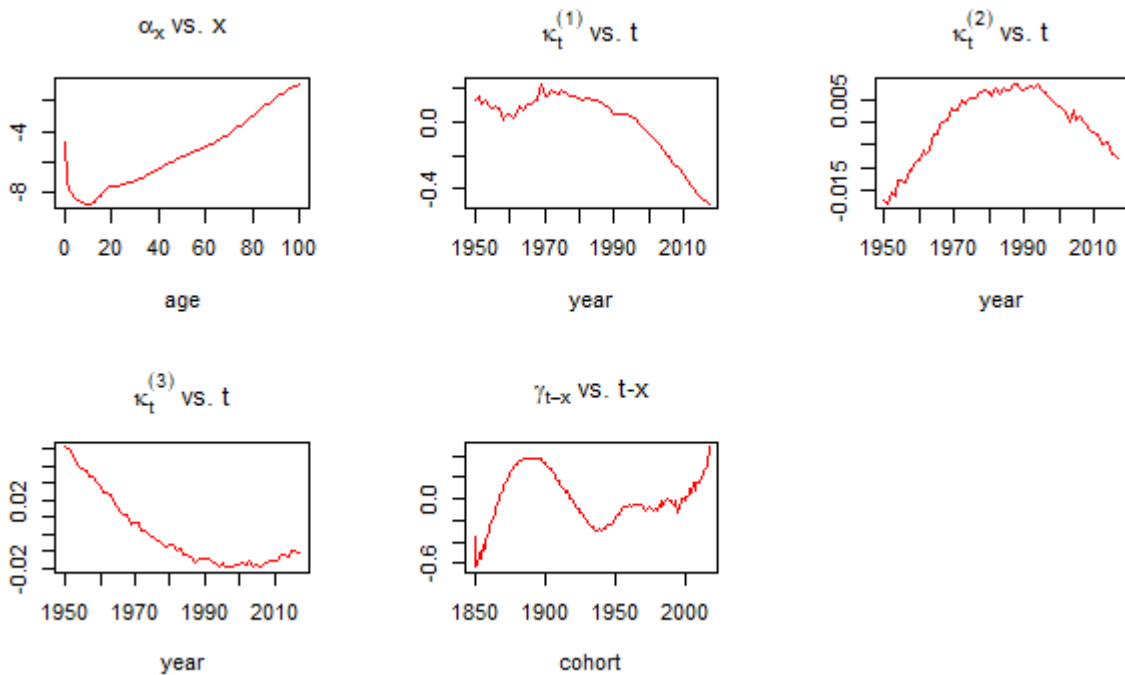 αₓ vs. x
κₜ⁽¹⁾ vs. t
κₜ⁽²⁾ vs. t
-4
-8
0 20 40 60 80 100
age
0.0
-0.4
1950 1970 1990 2010
year
0.005
-0.015
1950 1970 1990 2010
year
κₜ⁽³⁾ vs. t
γₜ₋ₓ vs. t-x
0.02
-0.02
1950 1970 1990 2010
year
0.0
-0.6
1850 1900 1950 2000
cohort